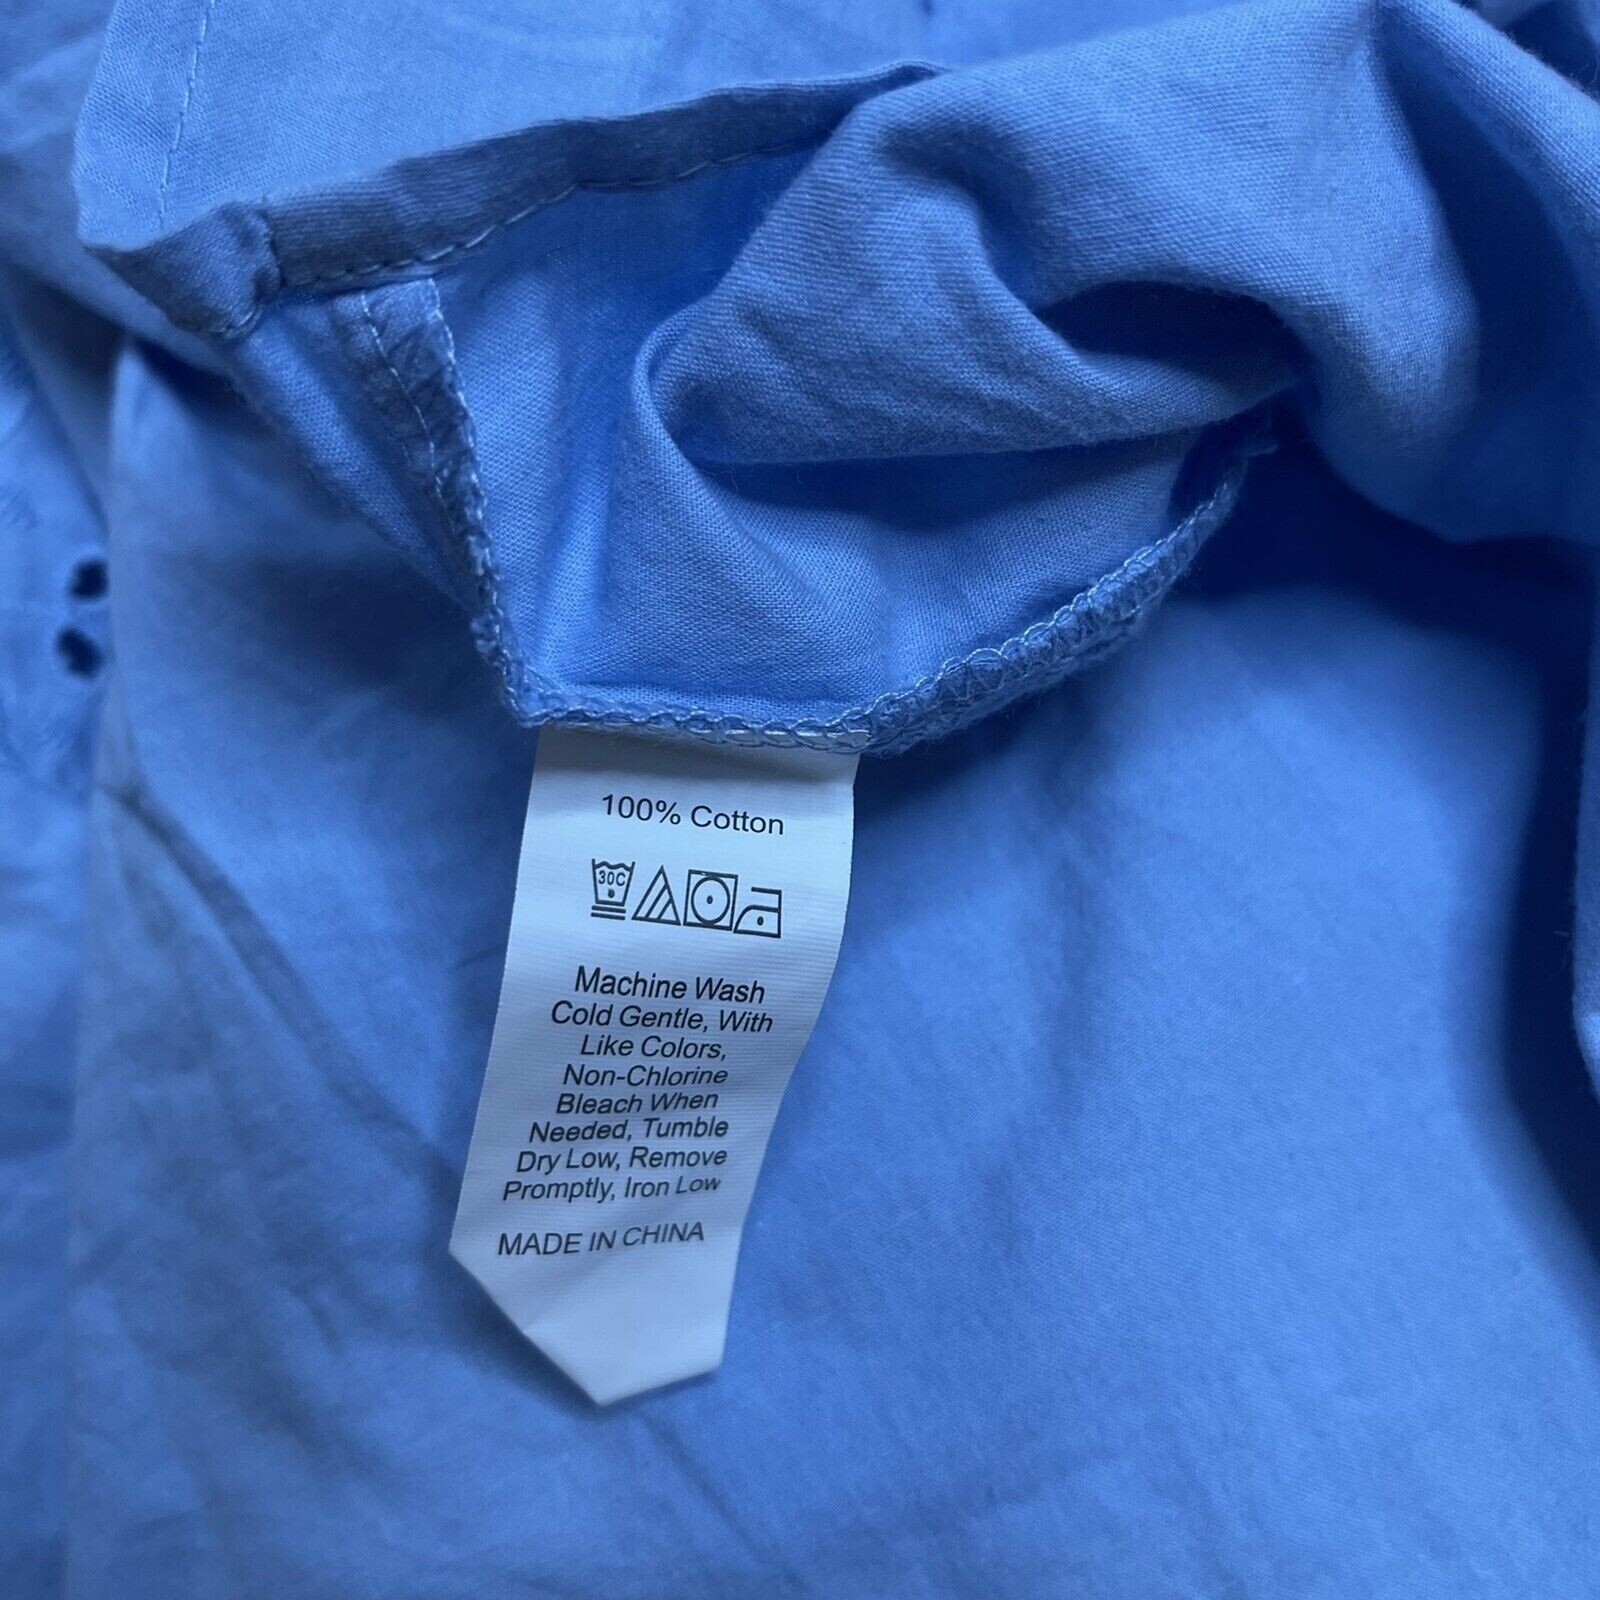 100% Cotton
30C
Machine Wash
Cold Gentle, With
Like Colors,
Non-Chlorine
Bleach When
Needed, Tumble
Dry Low, Remove
Promptly, Iron Low
MADE IN CHINA